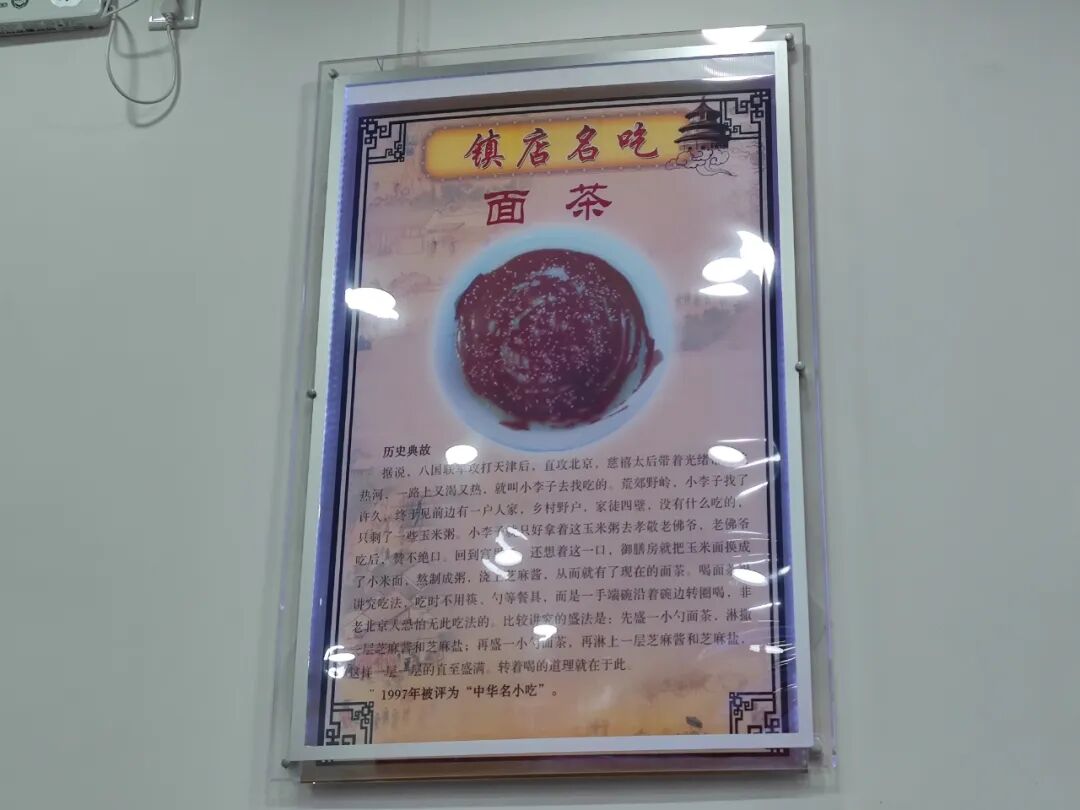 镇店名吃
面茶
历史典故
据说，八国联军攻打天津后，直攻北京，慈禧太后带着光绪
热河，一路上又渴又热，就叫小李子去找吃的。荒郊野岭，小李子找了
许久，终于见前边有一户人家，乡村野户，家徒四壁，没有什么吃的，
只剩了一些玉米粥。小李子只好拿着这玉米粥去孝敬老佛爷，老佛爷
吃后，赞不绝口。回到宫还想着这一口，御膳房就把玉米面换成
了小米面，熬制成粥，浇上芝麻酱，从而就有了现在的面茶。喝面茶
讲究吃法，吃时不用筷、勺等餐具，而是一手端碗沿着碗边转圈喝，非
老北京人恐怕无此吃法的。比较讲究的盛法是：先盛一小勺面茶，淋撒
一层芝麻酱和芝麻盐；再盛一小勺面茶，再淋上一层芝麻酱和芝麻盐，
这样一层一层的直至盛满。转着喝的道理就在于此。
" 1997年被评为“中华名小吃”。